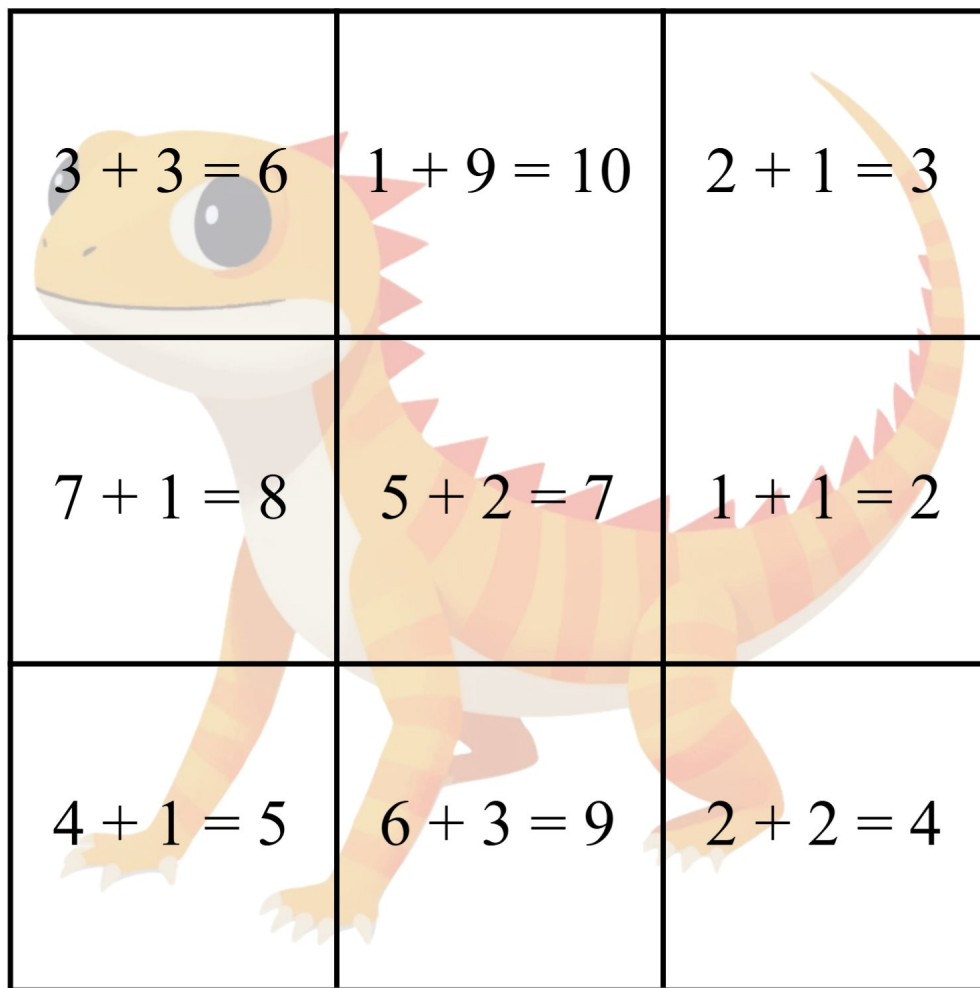 3 + 3 = 6
1 + 9 = 10
2 + 1 = 3
7 + 1 = 8
5 + 2 = 7
1 + 1 = 2
4 + 1 = 5
6 + 3 = 9
2 + 2 = 4